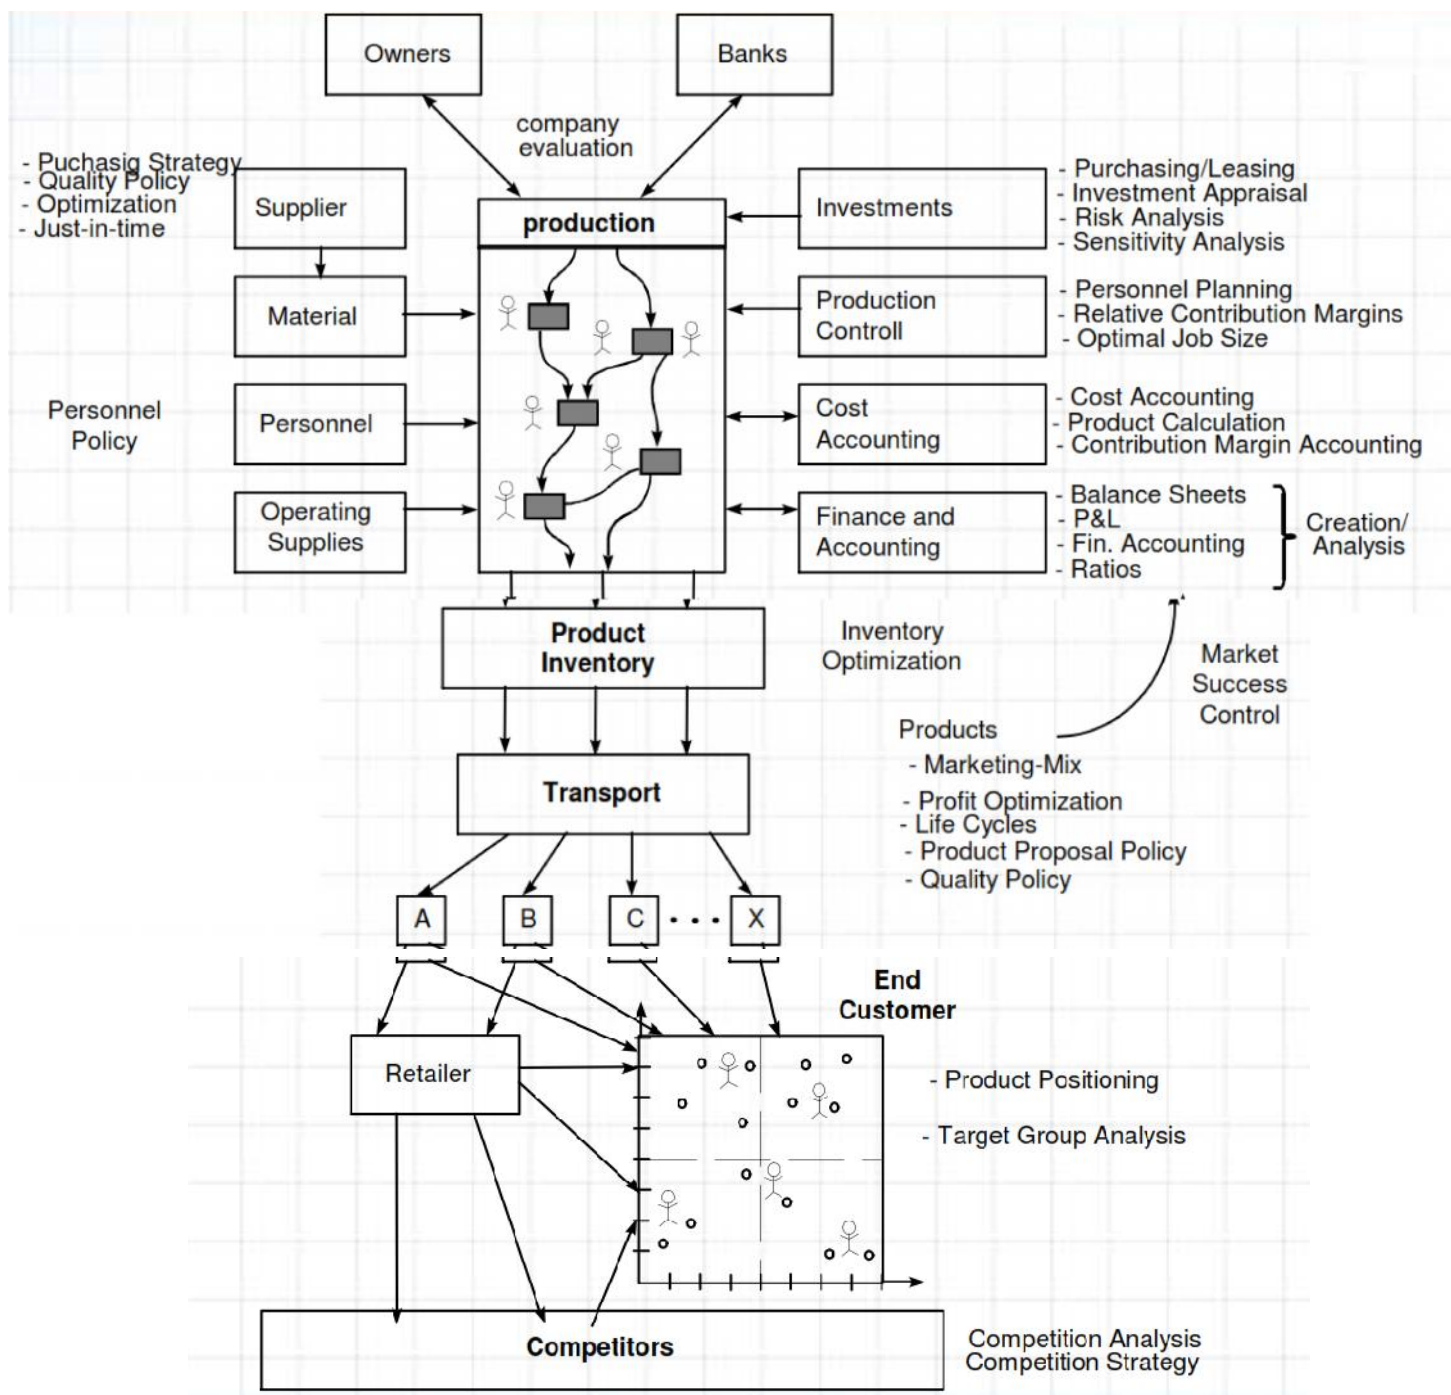 Owners
Banks
company
evaluation
- Puchasig Strategy
- Quality Policy
- Optimization
- Just-in-time
Supplier
production
Investments
- Purchasing/Leasing
- Investment Appraisal
- Risk Analysis
- Sensitivity Analysis
Material
Production
Controll
- Personnel Planning
- Relative Contribution Margins
- Optimal Job Size
Personnel
Policy
Personnel
Cost
Accounting
- Cost Accounting
- Product Calculation
- Contribution Margin Accounting
Operating
Supplies
Finance and
Accounting
- Balance Sheets
- P&L
- Fin. Accounting
- Ratios
Creation/
Analysis
Product
Inventory
Inventory
Optimization
Market
Success
Control
Products
- Marketing-Mix
- Profit Optimization
- Life Cycles
- Product Proposal Policy
- Quality Policy
Transport
A B C . . . X
End
Customer
Retailer
- Product Positioning
- Target Group Analysis
Competitors
Competition Analysis
Competition Strategy